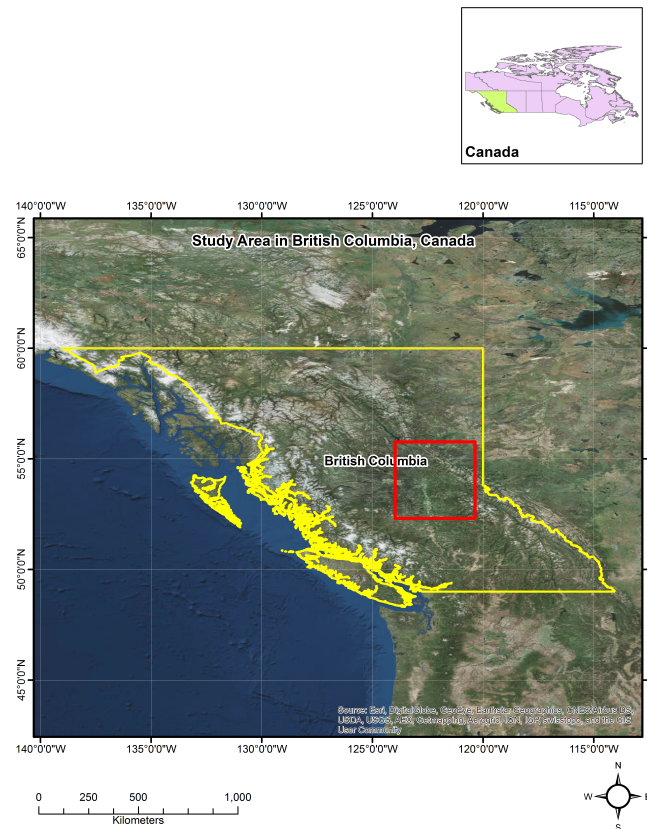 Canada
140°0'0"W 135°0'0"W 130°0'0"W 125°0'0"W 120°0'0"W 115°0'0"W
Study Area in British Columbia, Canada
65°0'0"N
60°0'0"N
55°0'0"N
British Columbia
50°0'0"N
45°0'0"N
Source: Esri, DigitalGlobe, GeoEye, Earthstar Geographics, CNES/Airbus DS,
USDA, USGS, AEX, Getmapping, Aerogrid, IGN, IGP, swisstopo, and the GIS
User Community
140°0'0"W 135°0'0"W 130°0'0"W 125°0'0"W 120°0'0"W 115°0'0"W
0 250 500 1,000
Kilometers
N
W E
S